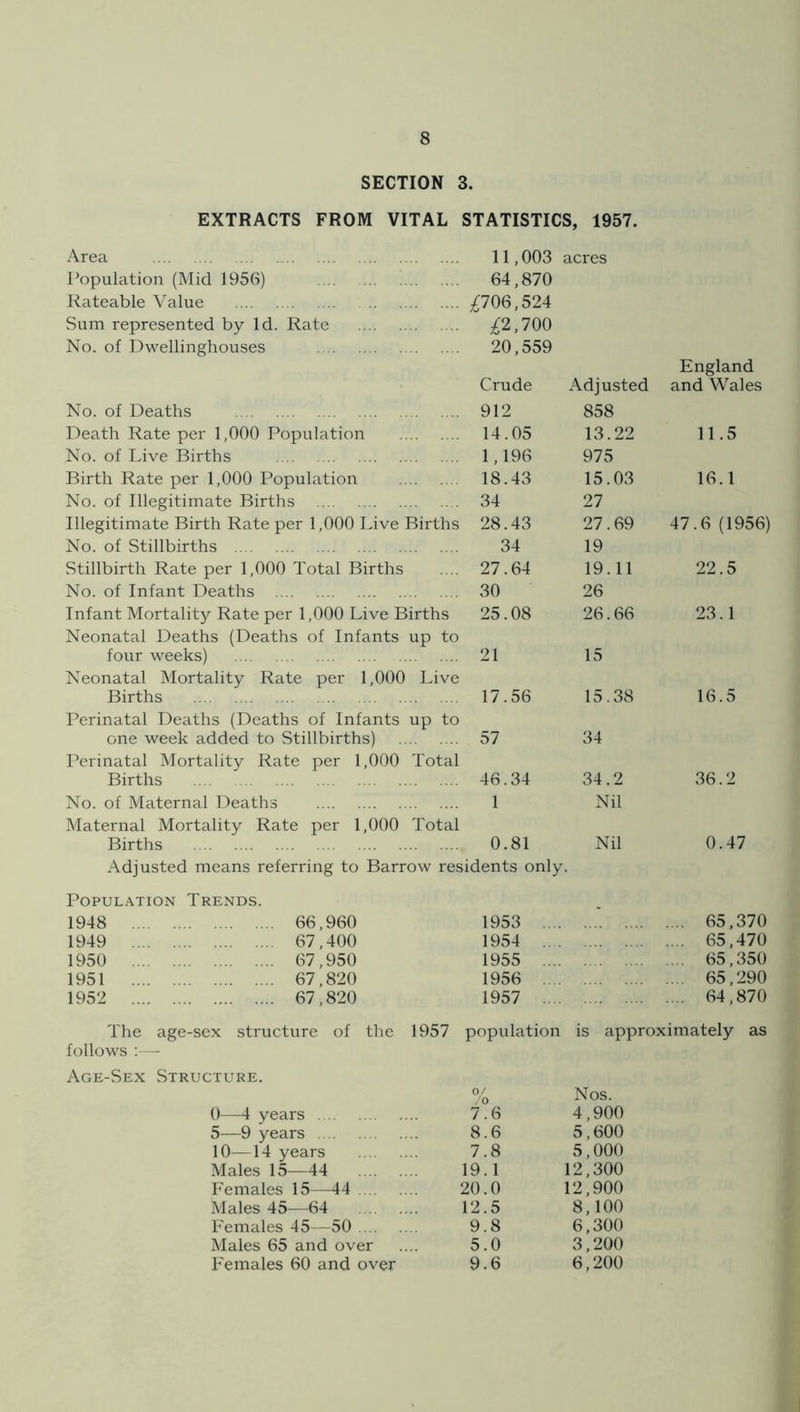 8
SECTION 3.
EXTRACTS FROM VITAL STATISTICS, 1957.
Area .... .... .... .... .... .... .... .... 11,003 acres
Population (Mid 1956) .... .... .... .... 64,870
Rateable Value .... .... .... .. .... .... £706,524
Sum represented by 1d. Rate .... .... .... £2,700
No. of Dwellinghouses .... .... .... .... 20,559
England
Crude Adjusted and Wales
No. of Deaths .... .... .... .... .... .... 912 858
Death Rate per 1,000 Population .... .... 14.05 13.22 11.5
No. of Live Births .... .... .... .... .... 1,196 975
Birth Rate per 1,000 Population .... .... 18.43 15.03 16.1
No. of Illegitimate Births .... .... .... .... 34 27
Illegitimate Birth Rate per 1,000 Live Births 28.43 27.69 47.6 (1956)
No. of Stillbirths .... .... .... .... .... .... 34 19
Stillbirth Rate per 1,000 Total Births .... 27.64 19.11 22.5
No. of Infant Deaths .... .... .... .... .... 30 26
Infant Mortality Rate per 1,000 Live Births 25.08 26.66 23.1
Neonatal Deaths (Deaths of Infants up to
four weeks) .... .... .... .... .... .... 21 15
Neonatal Mortality Rate per 1,000 Live
Births .... .... .... .... .... .... .... 17.56 15.38 16.5
Perinatal Deaths (Deaths of Infants up to
one week added to Stillbirths) .... .... 57 34
Perinatal Mortality Rate per 1,000 Total
Births .... .... .... .... .... .... .... 46.34 34.2 36.2
No. of Maternal Deaths .... .... .... .... 1 Nil
Maternal Mortality Rate per 1,000 Total
Births .... .... .... .... .... .... .... 0.81 Nil 0.47
Adjusted means referring to Barrow residents only.
POPULATION TRENDS.
1948 .... .... .... .... 66,960 1953 .... .... .... .... 65,370
1949 .... .... .... .... 67,400 1954 .... .... .... .... 65,470
1950 .... .... .... .... 67,950 1955 .... .... .... .... 65,350
1951 .... .... .... .... 67,820 1956 .... .... .... .... 65,290
1952 .... .... .... .... 67,820 1957 .... .... .... .... 64,870
The age-sex structure of the 1957 population is approximately as
follows :—
AGE-SEX STRUCTURE.
% Nos.
0—4 years .... .... .... 7.6 4,900
5—9 years .... .... .... 8.6 5,600
10—14 years .... .... 7.8 5,000
Males 15—44 .... .... 19.1 12,300
Females 15—44 .... .... 20.0 12,900
Males 45—64 .... .... 12.5 8,100
Females 45—50 .... .... 9.8 6,300
Males 65 and over .... 5.0 3,200
Females 60 and over 9.6 6,200